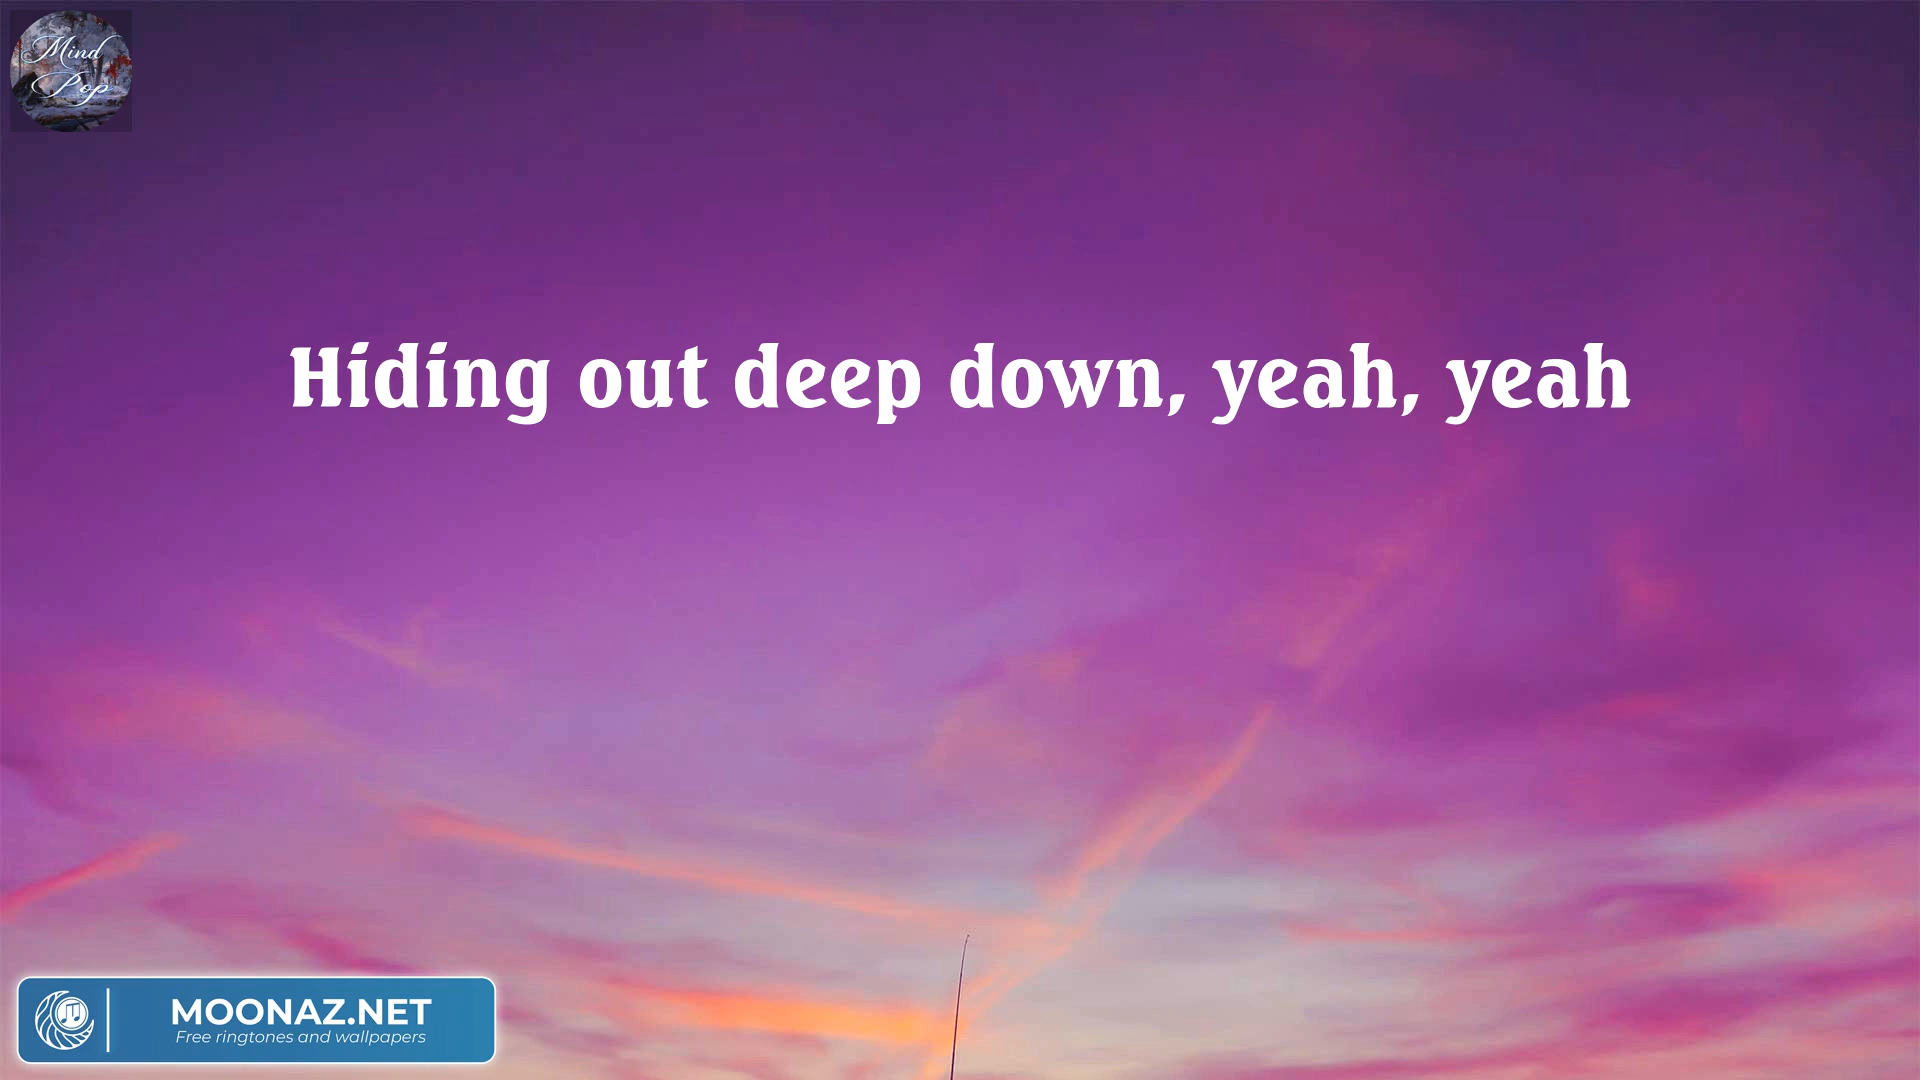 Mind
Pop
Hiding out deep down, yeah, yeah
MOONAZ.NET
Free ringtones and wallpapers